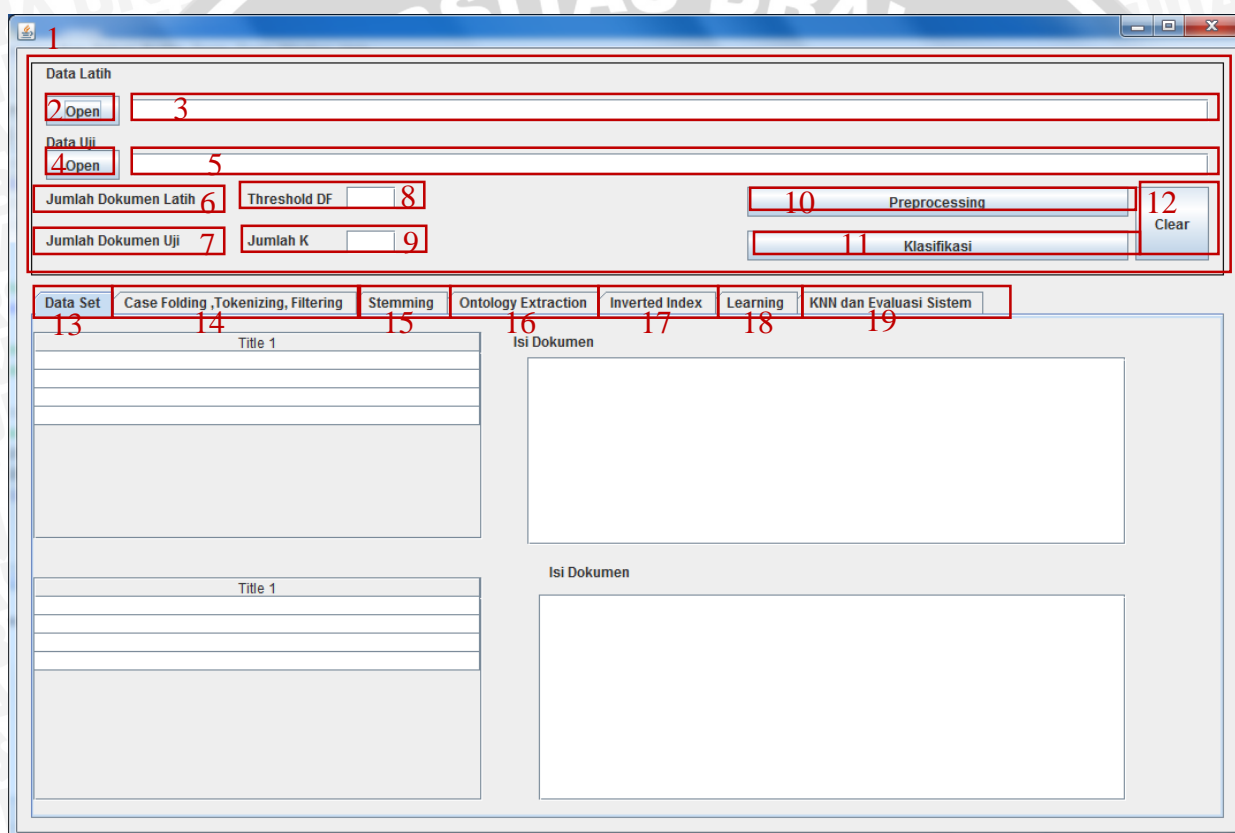 1
Data Latih
2 Open 3
Data Uji
4 Open 5
Jumlah Dokumen Latih 6 Threshold DF 8 10 Preprocessing 12 Clear
Jumlah Dokumen Uji 7 Jumlah K 9 11 Klasifikasi
Data Set Case Folding ,Tokenizing, Filtering Stemming Ontology Extraction Inverted Index Learning KNN dan Evaluasi Sistem
13 14 15 16 17 18 19
Title 1 Isi Dokumen
Title 1 Isi Dokumen